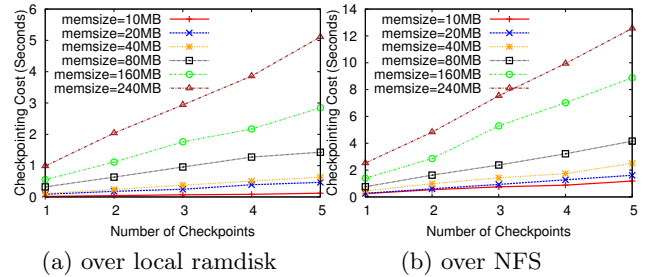 Checkpointing Cost (Seconds)
6
5
4
3
2
1
0
memsize=10MB
memsize=20MB
memsize=40MB
memsize=80MB
memsize=160MB
memsize=240MB
1 2 3 4 5
Number of Checkpoints
(a) over local ramdisk
Checkpointing Cost (Seconds)
14
12
10
8
6
4
2
0
memsize=10MB
memsize=20MB
memsize=40MB
memsize=80MB
memsize=160MB
memsize=240MB
1 2 3 4 5
Number of Checkpoints
(b) over NFS